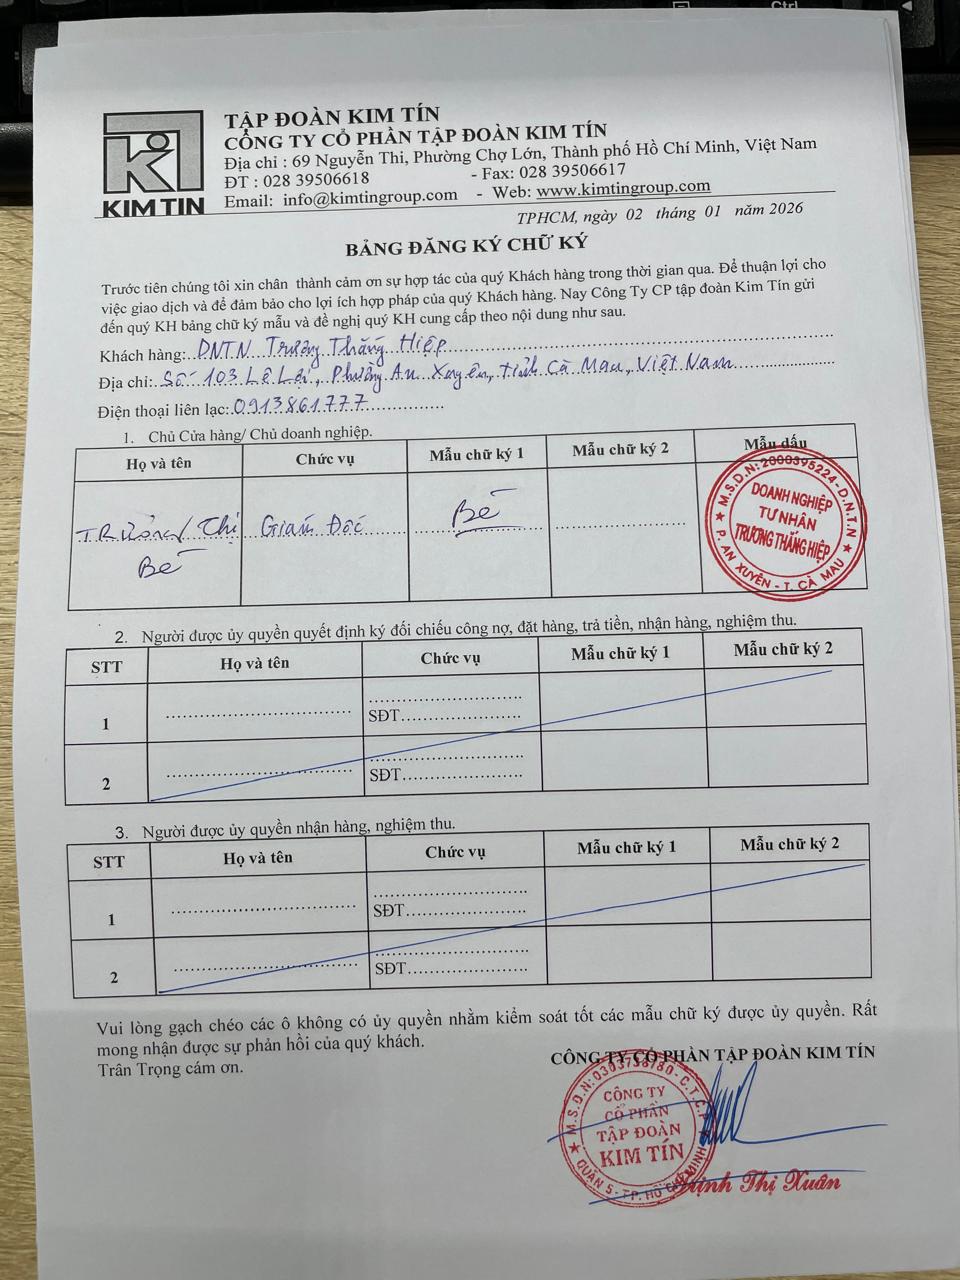 Ctrl
KIM TIN
TẬP ĐOÀN KIM TÍN
CÔNG TY CỔ PHẦN TẬP ĐOÀN KIM TÍN
Địa chỉ : 69 Nguyễn Thi, Phường Chợ Lớn, Thành phố Hồ Chí Minh, Việt Nam
ĐT : 028 39506618 - Fax: 028 39506617
Email: info@kimtingroup.com - Web: www.kimtingroup.com
TPHCM, ngày 02 tháng 01 năm 2026
BẢNG ĐĂNG KÝ CHỮ KÝ
Trước tiên chúng tôi xin chân thành cảm ơn sự hợp tác của quý Khách hàng trong thời gian qua. Để thuận lợi cho
việc giao dịch và để đảm bảo cho lợi ích hợp pháp của quý Khách hàng. Nay Công Ty CP tập đoàn Kim Tín gửi
đến quý KH bảng chữ ký mẫu và đề nghị quý KH cung cấp theo nội dung như sau.
Khách hàng: DNTN Trương Thắng Hiệp
Địa chỉ: Số 103 Lê Lợi, Phường An Xuyên, tỉnh Cà Mau, Việt Nam
Điện thoại liên lạc: 0913861777
1. Chủ Cửa hàng/ Chủ doanh nghiệp.
Họ và tên Chức vụ Mẫu chữ ký 1 Mẫu chữ ký 2 Mẫu dấu
Trương Thị Giám Đốc Bé
Bé
M.S.D.N: 2000395224 - D.N.T.N
DOANH NGHIỆP
TƯ NHÂN
TRƯƠNG THẮNG HIỆP
P. AN XUYÊN - T. CÀ MAU
2. Người được ủy quyền quyết định ký đối chiếu công nợ, đặt hàng, trả tiền, nhận hàng, nghiệm thu.
STT Họ và tên Chức vụ Mẫu chữ ký 1 Mẫu chữ ký 2
1 SĐT
2 SĐT
3. Người được ủy quyền nhận hàng, nghiệm thu.
STT Họ và tên Chức vụ Mẫu chữ ký 1 Mẫu chữ ký 2
1 SĐT
2 SĐT
Vui lòng gạch chéo các ô không có ủy quyền nhằm kiểm soát tốt các mẫu chữ ký được ủy quyền. Rất
mong nhận được sự phản hồi của quý khách.
Trân Trọng cám ơn.
CÔNG TY CỔ PHẦN TẬP ĐOÀN KIM TÍN
CÔNG TY
CỔ PHẦN
TẬP ĐOÀN
KIM TÍN
QUẬN 5 - TP. HỒ CHÍ MINH
Thị Xuân